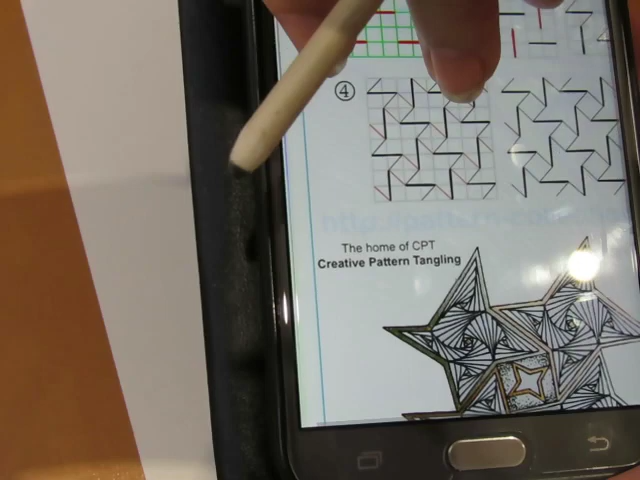 ④
The home of CPT
Creative Pattern Tangling